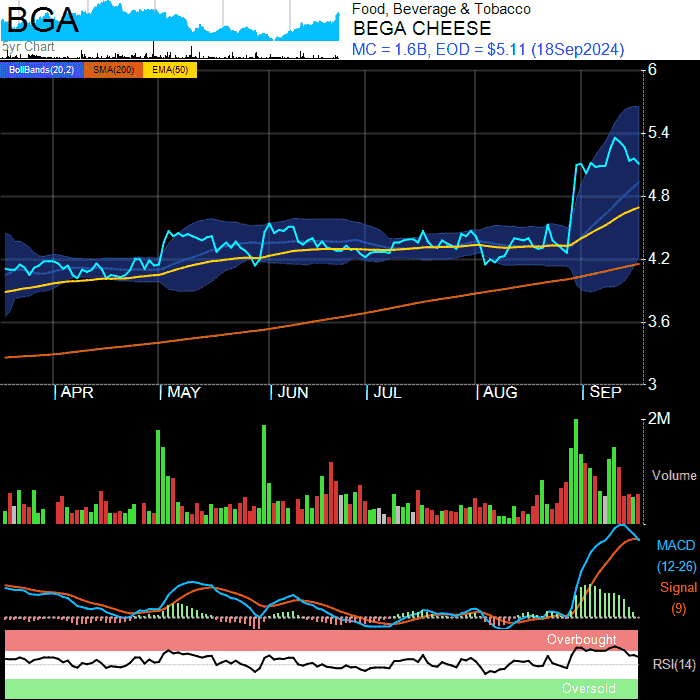 BGA
5yr Chart
Food, Beverage & Tobacco
BEGA CHEESE
MC = 1.6B, EOD = $5.11 (18Sep2024)
BollBands(20,2) SMA(200) EMA(50)
6
5.4
4.8
4.2
3.6
3
APR MAY JUN JUL AUG SEP
2M
Volume
MACD
(12-26)
Signal
(9)
Overbought
RSI(14)
Oversold